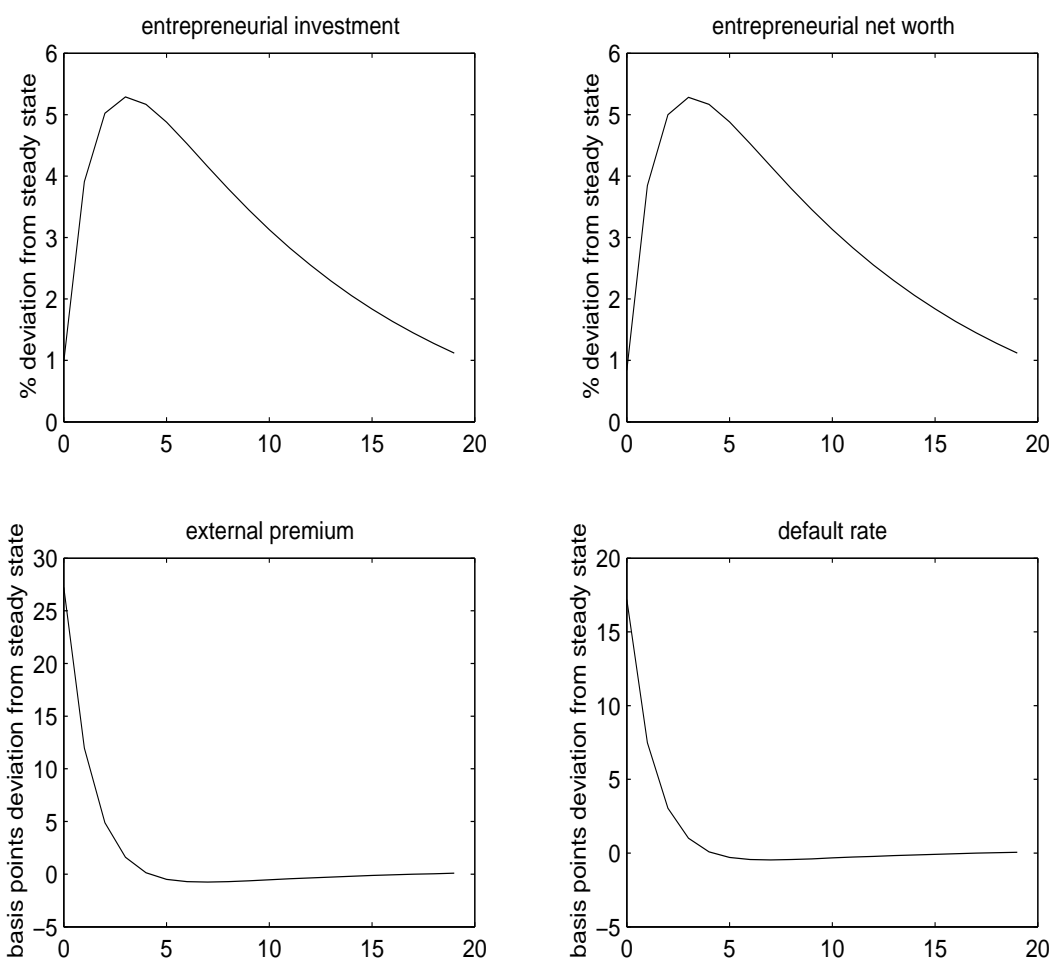 entrepreneurial investment
% deviation from steady state
6
5
4
3
2
1
0
0 5 10 15 20
entrepreneurial net worth
% deviation from steady state
6
5
4
3
2
1
0
0 5 10 15 20
external premium
basis points deviation from steady state
30
25
20
15
10
5
0
−5
0 5 10 15 20
default rate
basis points deviation from steady state
20
15
10
5
0
−5
0 5 10 15 20